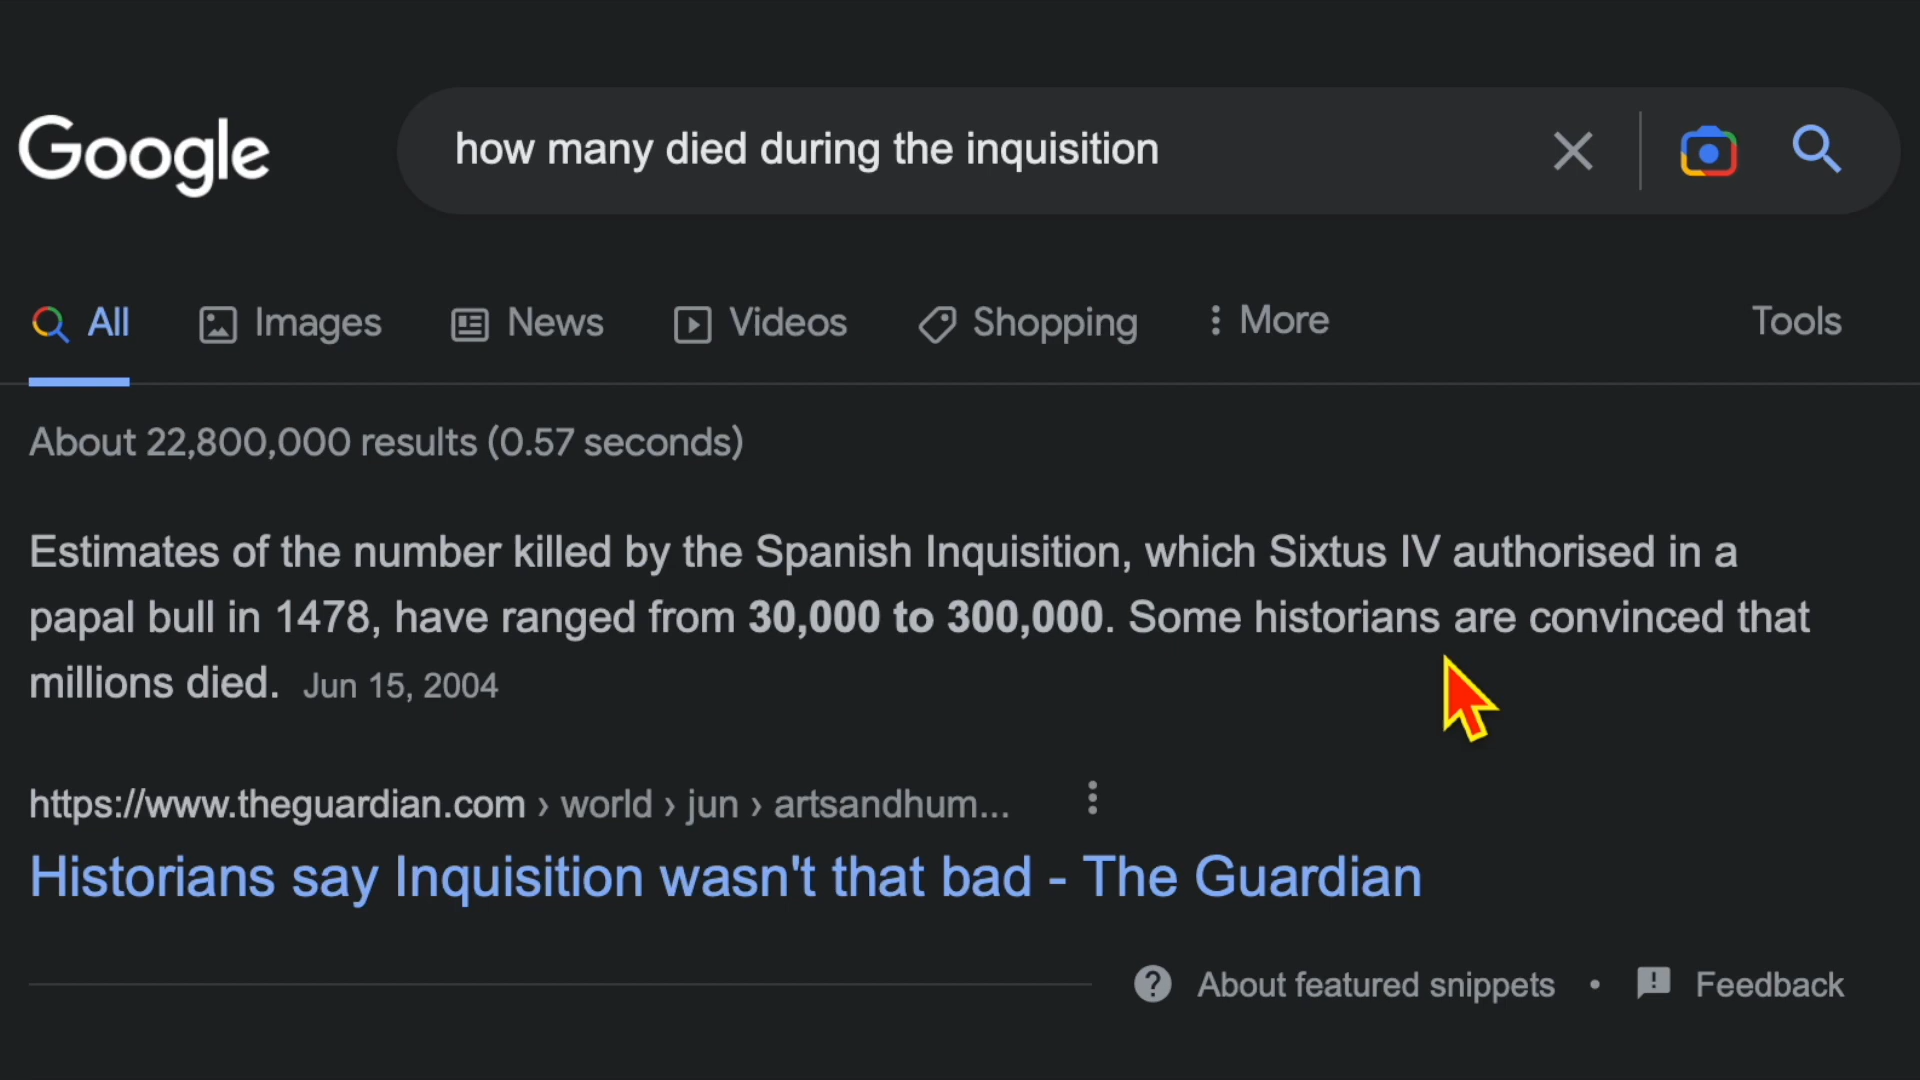 Google
how many died during the inquisition
All
Images
News
Videos
Shopping
More
Tools
About 22,800,000 results (0.57 seconds)
Estimates of the number killed by the Spanish Inquisition, which Sixtus IV authorised in a
papal bull in 1478, have ranged from 30,000 to 300,000. Some historians are convinced that
millions died. Jun 15, 2004
https://www.theguardian.com › world › jun › artsandhum...
Historians say Inquisition wasn't that bad - The Guardian
About featured snippets • Feedback